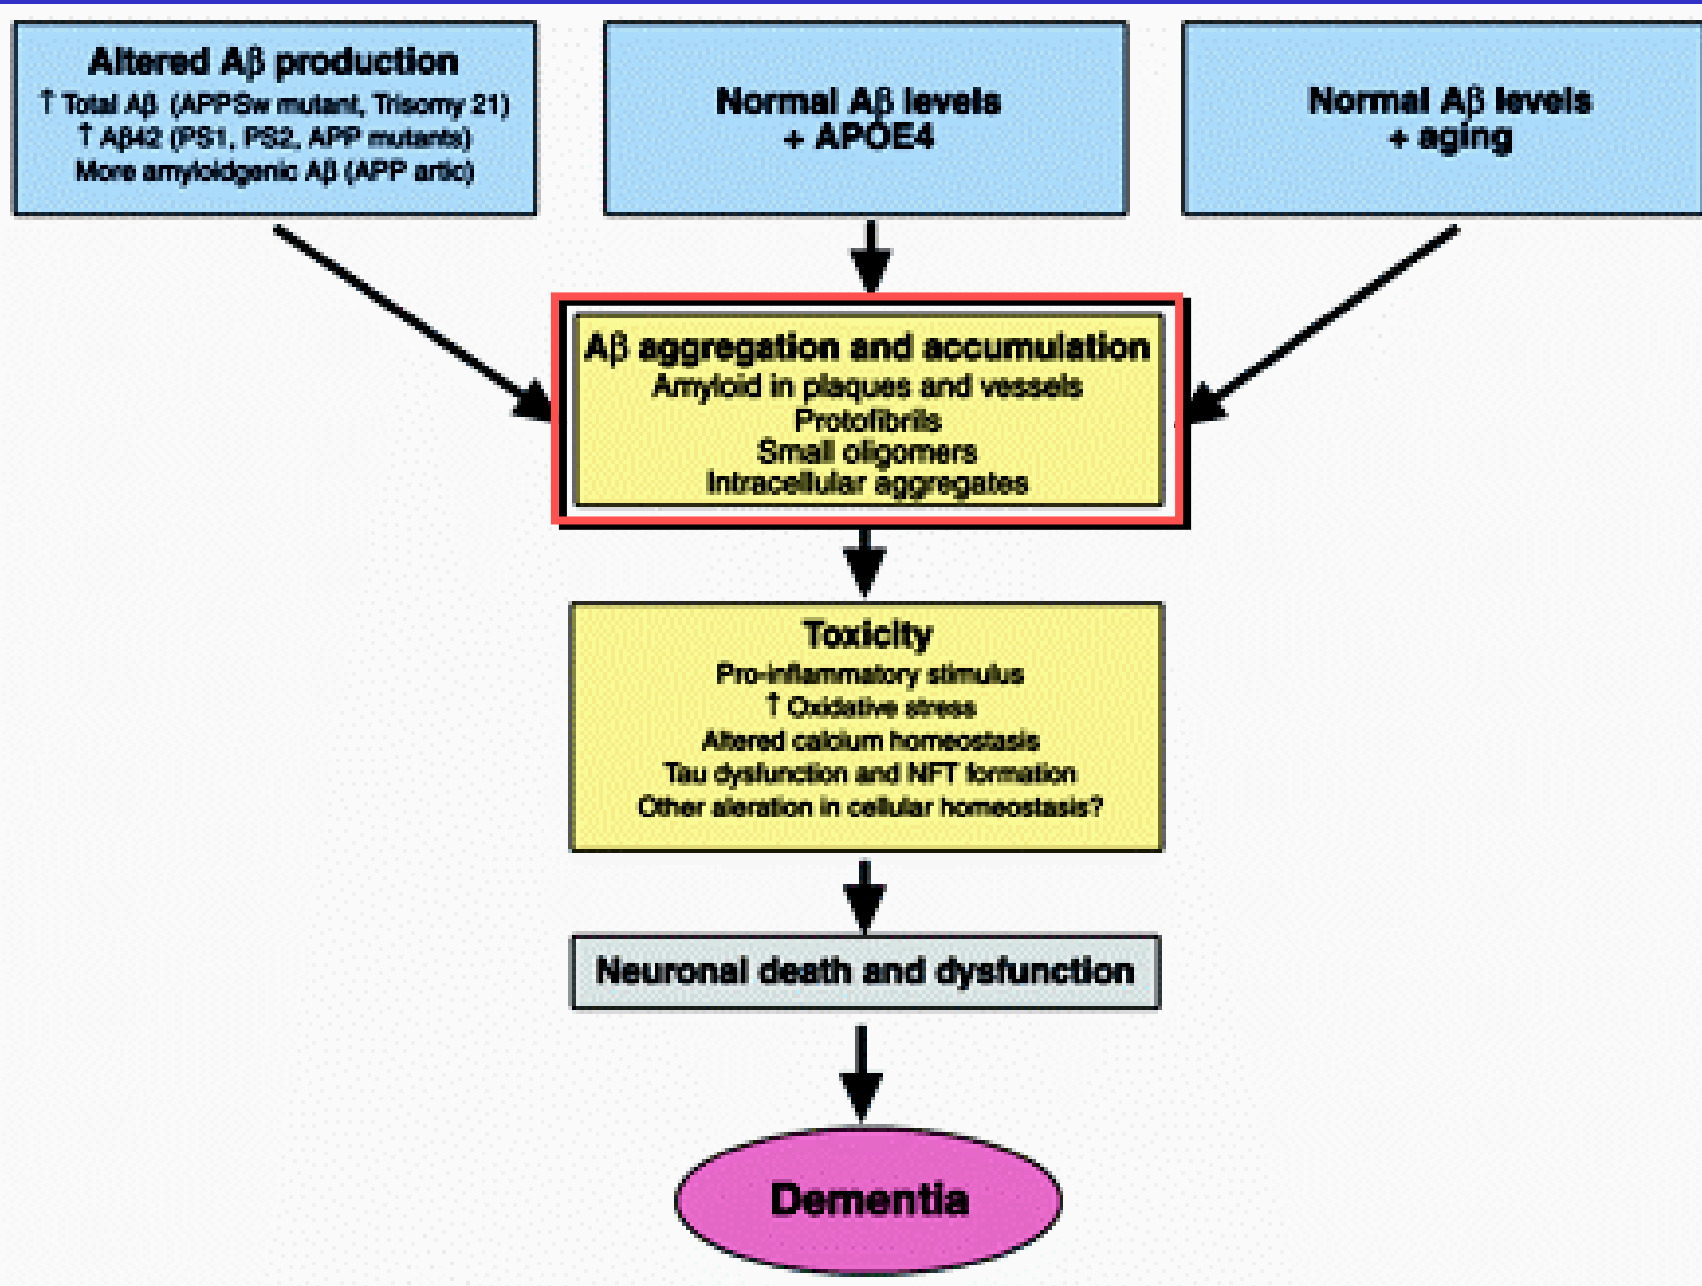 Altered Aβ production
↑ Total Aβ (APPSw mutant, Trisomy 21)
↑ Aβ42 (PS1, PS2, APP mutants)
More amyloidgenic Aβ (APP artic)
Normal Aβ levels
+ APOE4
Normal Aβ levels
+ aging
Aβ aggregation and accumulation
Amyloid in plaques and vessels
Protofibrils
Small oligomers
Intracellular aggregates
Toxicity
Pro-inflammatory stimulus
↑ Oxidative stress
Altered calcium homeostasis
Tau dysfunction and NFT formation
Other aleration in cellular homeostasis?
Neuronal death and dysfunction
Dementia